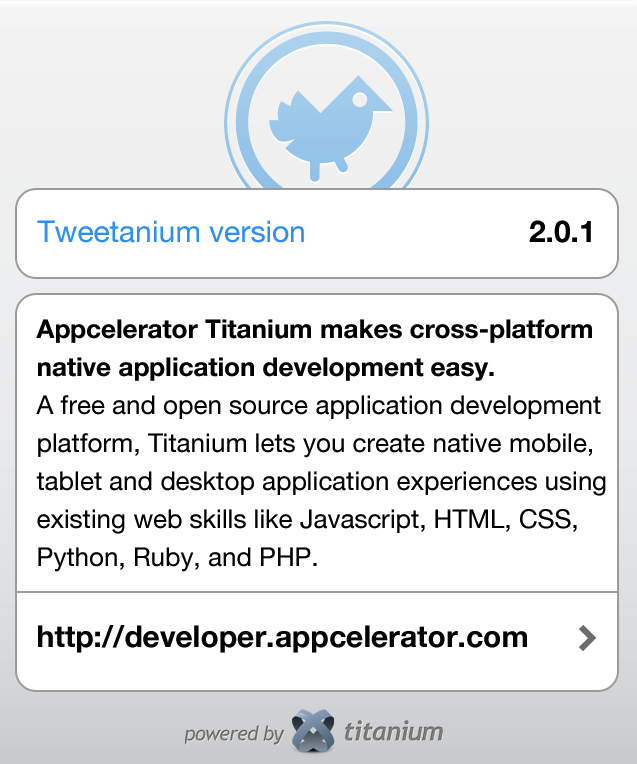 Tweetanium version 2.0.1
Appcelerator Titanium makes cross-platform
native application development easy.
A free and open source application development
platform, Titanium lets you create native mobile,
tablet and desktop application experiences using
existing web skills like Javascript, HTML, CSS,
Python, Ruby, and PHP.
http://developer.appcelerator.com
powered by titanium